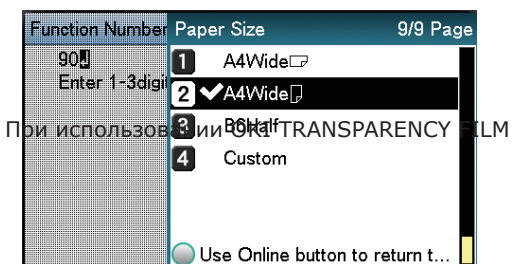 Function Number
90
Enter 1-3digi
Paper Size 9/9 Page
1 A4Wide
2 A4Wide
3 B6Half
4 Custom
При использовании OKI TRANSPARENCY FILM
Use Online button to return t...